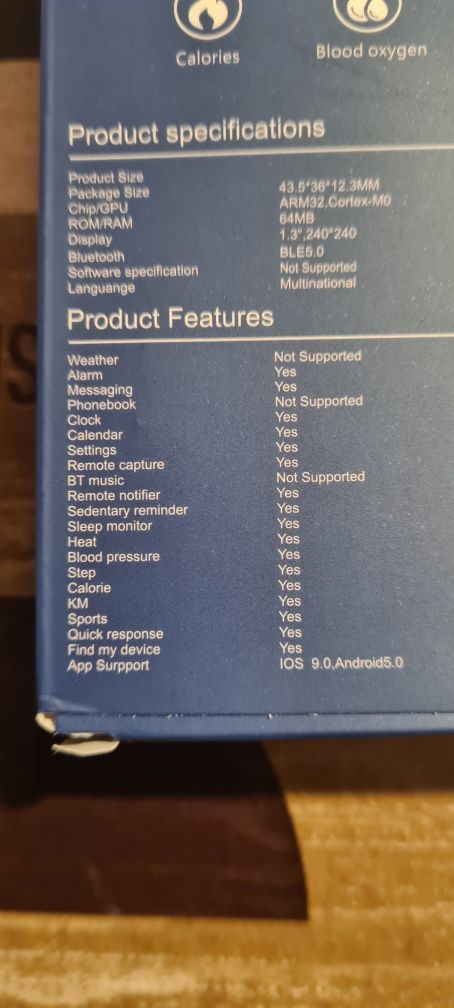 Calories
Blood oxygen
Product specifications
Product Size
Package Size 43.5*36*12.3MM
Chip/GPU ARM32,Cortex-M0
ROM/RAM 64MB
Display 1.3",240*240
Bluetooth BLE5.0
Software specification Not Supported
Languange Multinational
Product Features
Weather Not Supported
Alarm Yes
Messaging Yes
Phonebook Not Supported
Clock Yes
Calendar Yes
Settings Yes
Remote capture Yes
BT music Not Supported
Remote notifier Yes
Sedentary reminder Yes
Sleep monitor Yes
Heat Yes
Blood pressure Yes
Step Yes
Calorie Yes
KM Yes
Sports Yes
Quick response Yes
Find my device Yes
App Surpport IOS 9.0,Android5.0